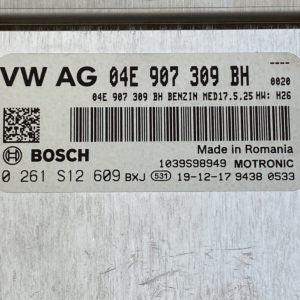 VW AG 04E 907 309 BH
0020
04E 907 309 BH BENZIN MED17.5.25 HW: H26
Made in Romania
BOSCH
1039S98949 MOTRONIC
0 261 S12 609 BXJ 531 19-12-17 9438 0533